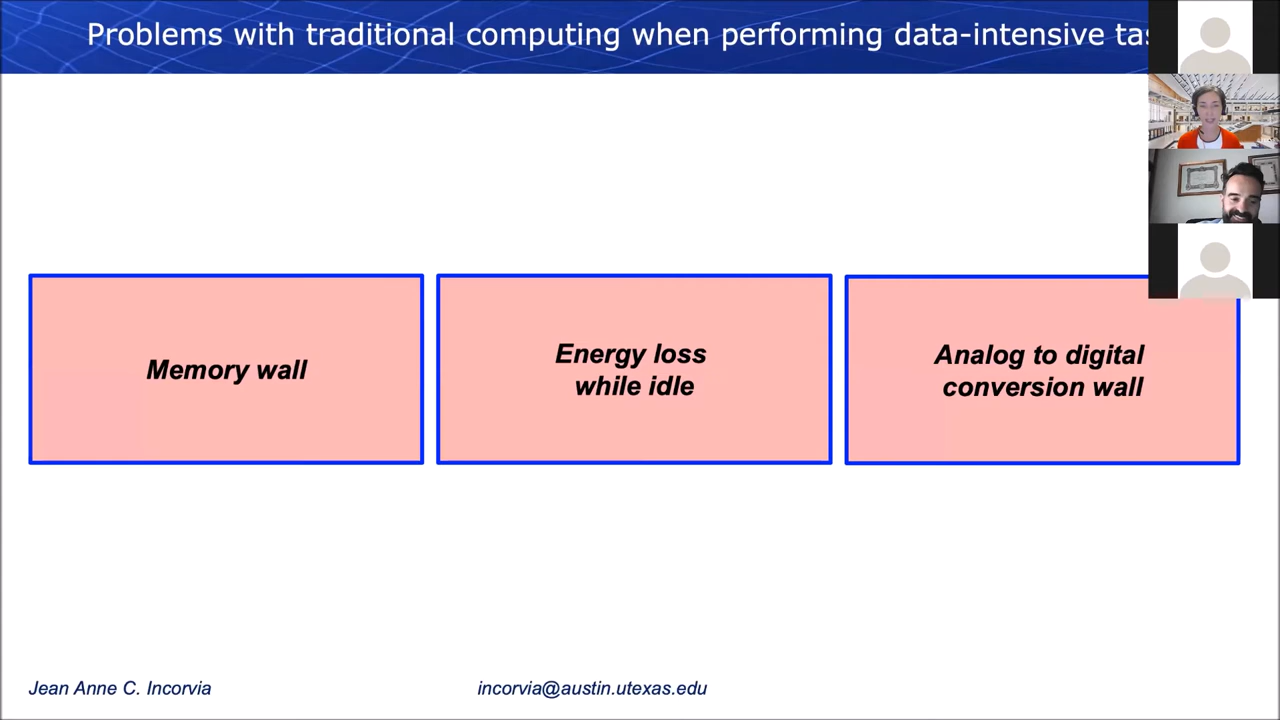 Problems with traditional computing when performing data-intensive
Memory wall
Energy loss
while idle
Analog to digital
conversion wall
Jean Anne C. Incorvia
incorvia@austin.utexas.edu